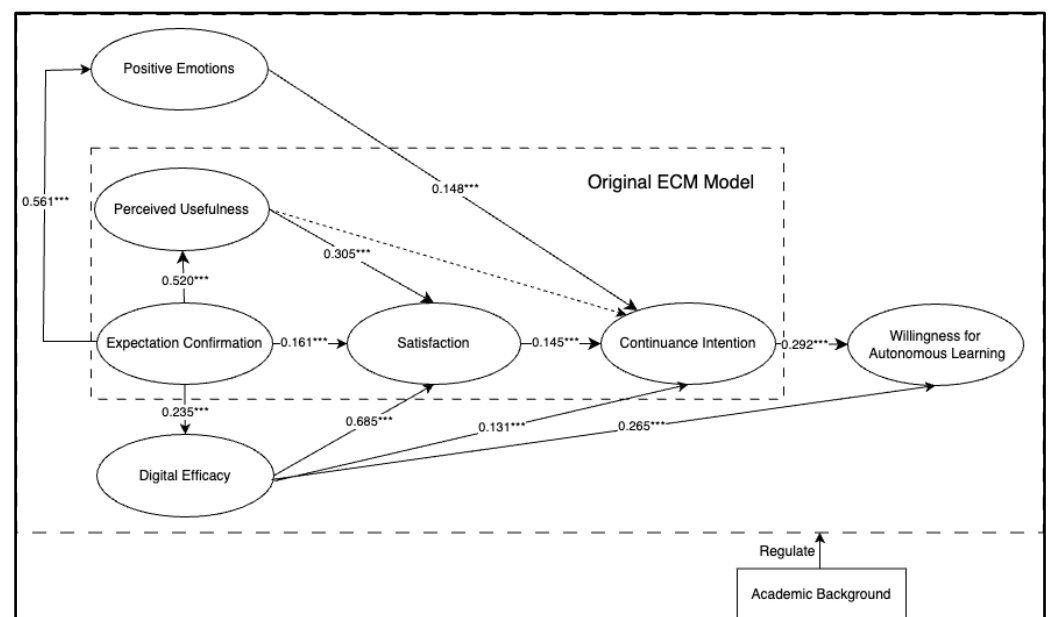 Positive Emotions
Original ECM Model
0.148***
0.561***
Perceived Usefulness
0.305***
0.520***
Expectation Confirmation
0.161***
Satisfaction
0.145***
Continuance Intention
0.292***
Willingness for
Autonomous Learning
0.235***
0.685***
0.131***
0.265***
Digital Efficacy
Regulate
Academic Background